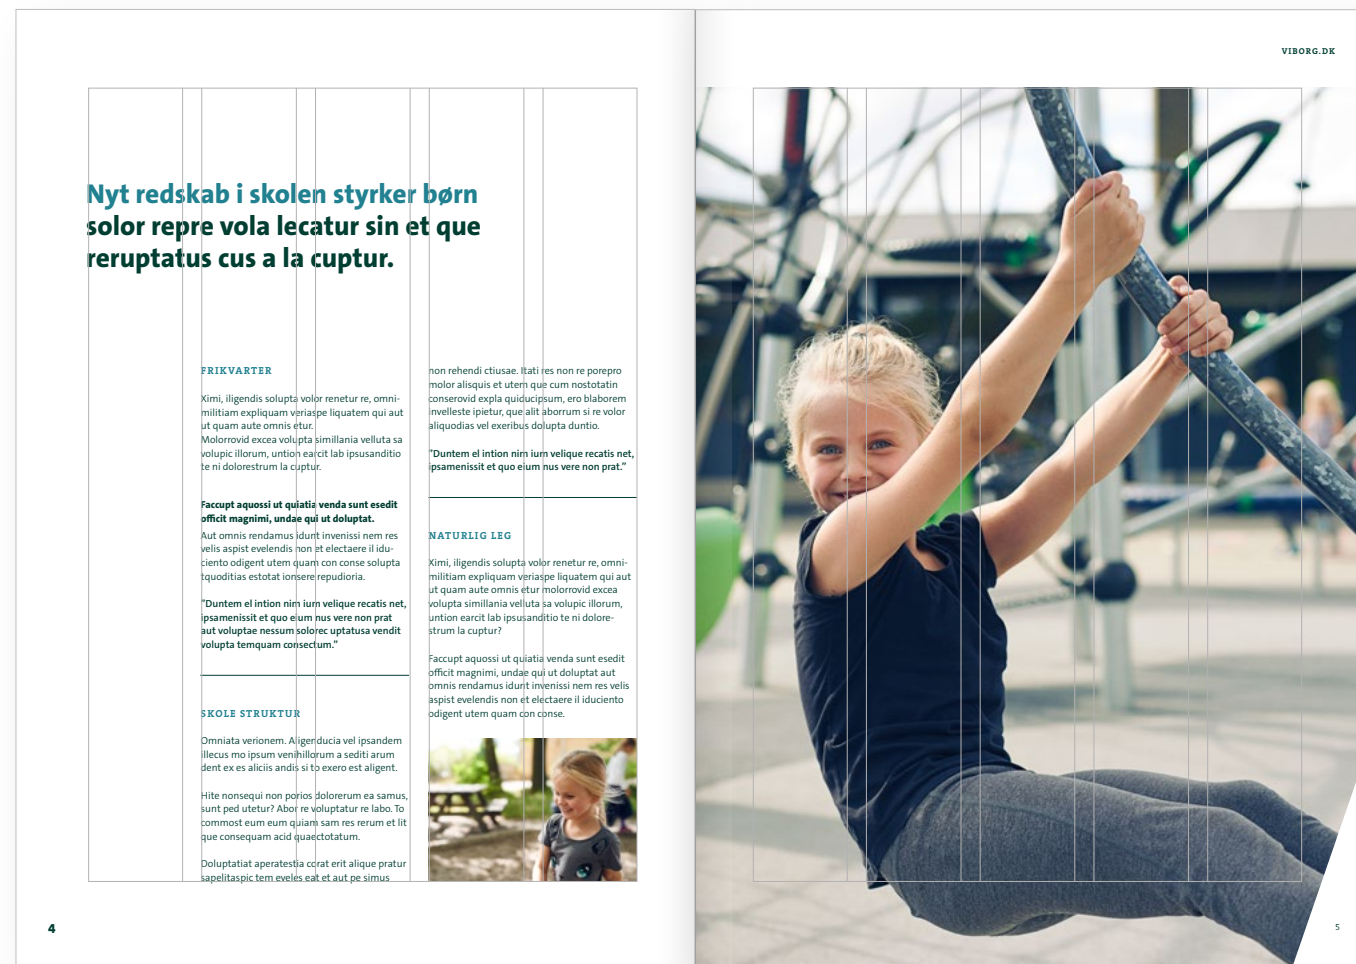 VIBORG.DK
Nyt redskab i skolen styrker børn
solor repre vola lecatur sin et que
reruptatus cus a la cuptur.
FRIKVARTER
Ximi, iligendis solupta volor renetur re, omni-
militiam expliquam veriaspe liquatem qui aut
ut quam aute omnis etur.
Molorrovid excea volupta simillania velluta sa
volupic illorum, untion earcit lab ipsusanditio
te ni dolorestrum la cuptur.
Faccupt aquossi ut quiatia venda sunt esedit
officit magnimi, undae qui ut doluptat.
Aut omnis rendamus idunt invenissi nem res
velis aspist evelendis non et electaere il idu-
ciento odigent utem quam con conse solupta
tquoditias estotat ionsere repudioria.
"Duntem el intion nim ium velique recatis net,
ipsamenissit et quo eium nus vere non prat
aut voluptae nessum solorec uptatusa vendit
volupta temquam consectum."
SKOLE STRUKTUR
Omniata verionem. Aligenducia vel ipsandem
illecus mo ipsum venihillorum a sediti arum
dent ex es aliciis andis si to exero est aligent.
Hite nonsequi non porios dolorerum ea samus,
sunt ped utetur? Abor re voluptatur re labo. To
commost eum eum quiam sam res rerum et lit
que consequam acid quaectotatum.
Doluptatiat aperatestia corat erit alique pratur
sapelitaspic tem eveles eat et aut pe simus
non rehendi ctiusae. Itati res non re porepro
molor alisquis et utem que cum nostotatin
conserovid expla quiducipsum, ero blaborem
invelleste ipietur, que alit aborrum si re volor
aliquodias vel exeribus dolupta duntio.
"Duntem el intion nim ium velique recatis net,
ipsamenissit et quo eium nus vere non prat."
NATURLIG LEG
Ximi, iligendis solupta volor renetur re, omni-
militiam expliquam veriaspe liquatem qui aut
ut quam aute omnis etur molorrovid excea
volupta simillania velluta sa volupic illorum,
untion earcit lab ipsusanditio te ni dolore-
strum la cuptur?
Faccupt aquossi ut quiatia venda sunt esedit
officit magnimi, undae qui ut doluptat aut
omnis rendamus idunt invenissi nem res velis
aspist evelendis non et electaere il iduciento
odigent utem quam con conse.
4
5